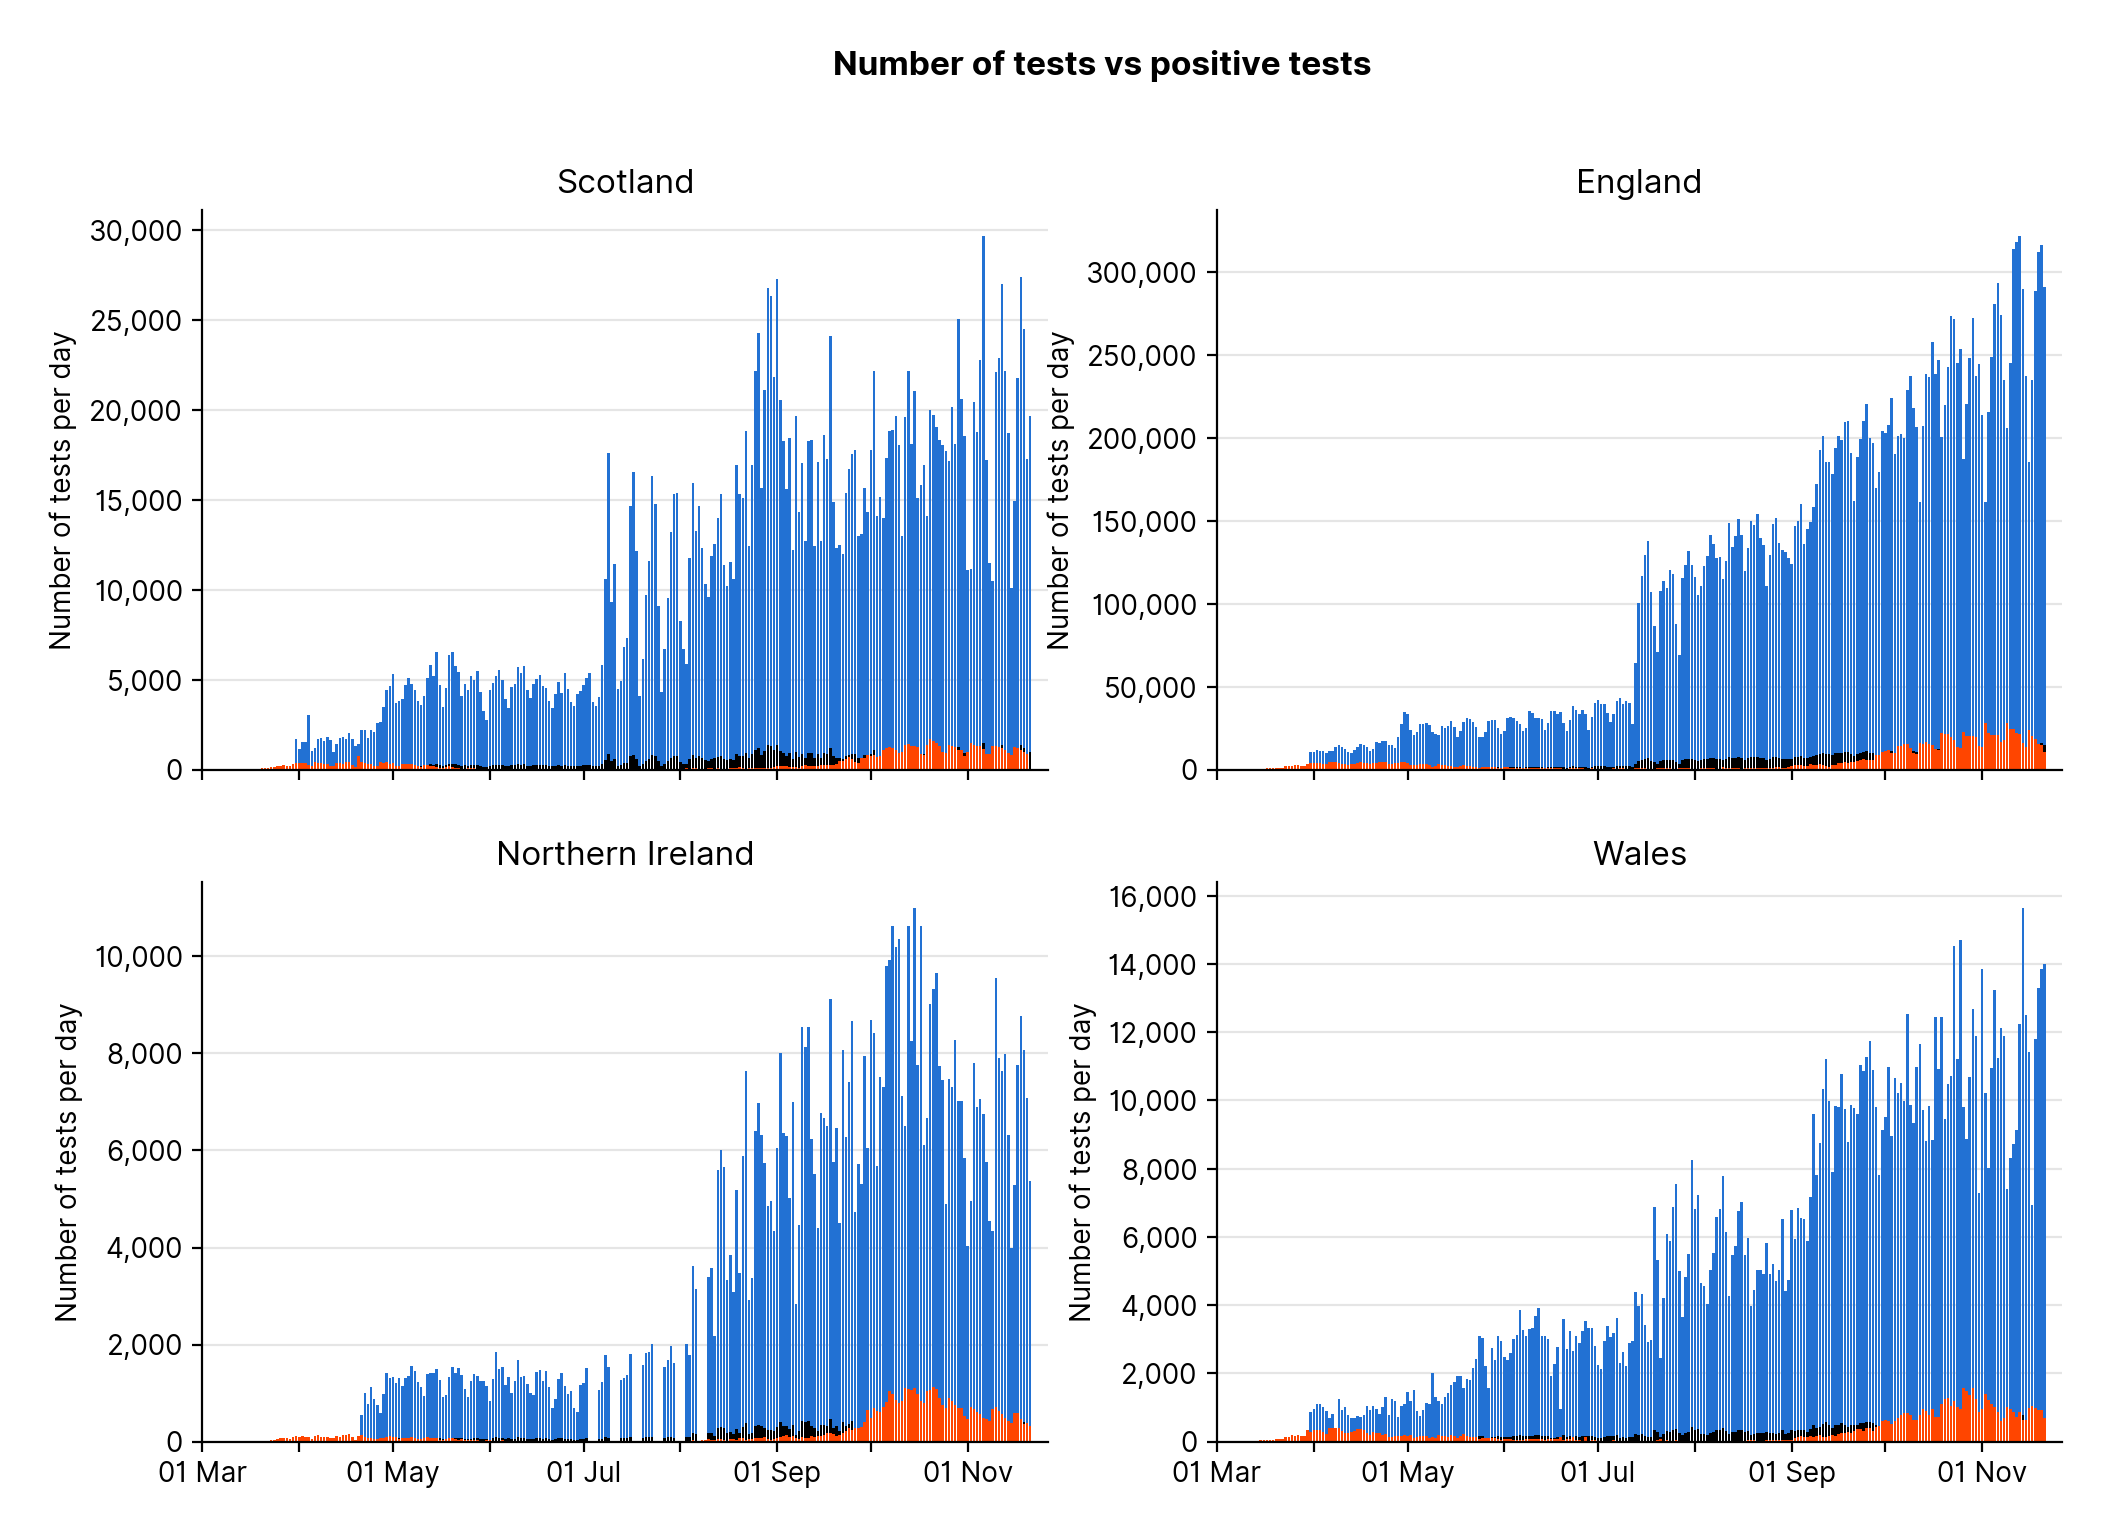 Number of tests vs positive tests
Scotland
Number of tests per day
30,000
25,000
20,000
15,000
10,000
5,000
0
England
Number of tests per day
300,000
250,000
200,000
150,000
100,000
50,000
0
Northern Ireland
Number of tests per day
10,000
8,000
6,000
4,000
2,000
0
01 Mar 01 May 01 Jul 01 Sep 01 Nov
Wales
Number of tests per day
16,000
14,000
12,000
10,000
8,000
6,000
4,000
2,000
0
01 Mar 01 May 01 Jul 01 Sep 01 Nov